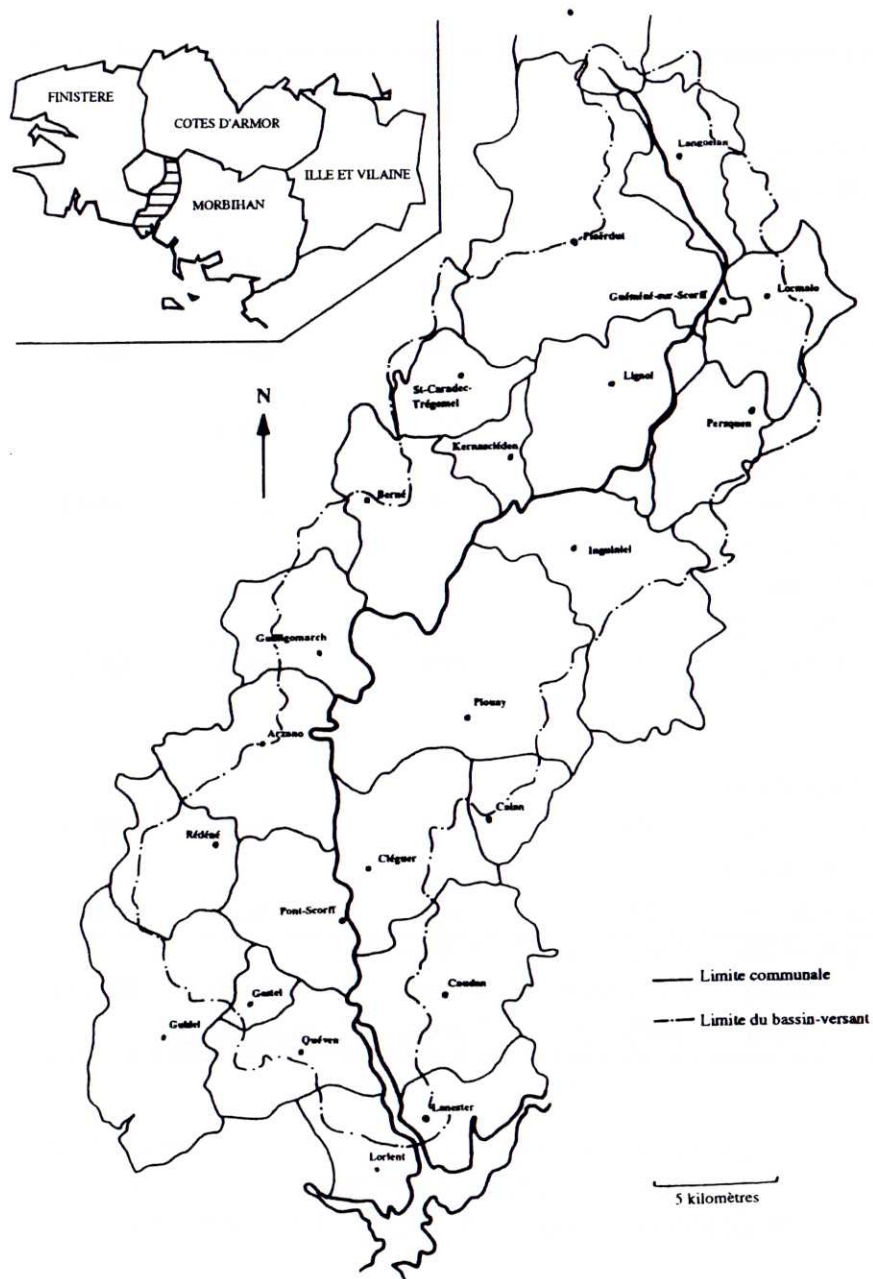 FINISTERE
COTES D'ARMOR
ILLE ET VILAINE
MORBIHAN
N
Langoelan
Ploërdut
Guéméné-sur-Scorff
Locmalo
St-Caradec-
Trégomel
Lignol
Persquen
Kernascléden
Berné
Inguiniel
Guilligomarch
Plouay
Arzano
Calan
Rédéné
Cléguer
Pont-Scorff
Limite communale
Caudan
Gestel
Limite du bassin-versant
Guidel
Quéven
Lanester
Lorient
5 kilomètres